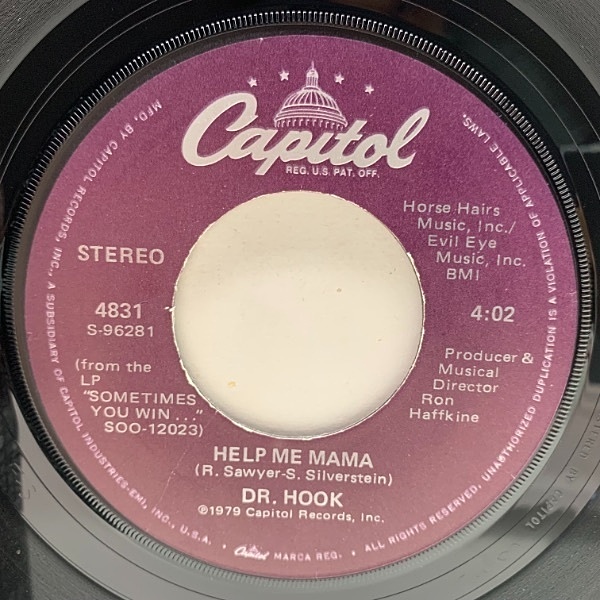 Capitol
REG. U.S. PAT. OFF.
STEREO
4831
S-96281
(from the
LP
"SOMETIMES
YOU WIN ..."
SOO-12023)
Horse Hairs
Music, Inc./
Evil Eye
Music, Inc.
BMI
4:02
Producer &
Musical
Director
Ron
Haffkine
HELP ME MAMA
(R. Sawyer-S. Silverstein)
DR. HOOK
℗1979 Capitol Records, Inc.
MFD. BY CAPITOL RECORDS, INC., A SUBSIDIARY OF CAPITOL INDUSTRIES-EMI, INC., U.S.A. • Capitol MARCA REG. • ALL RIGHTS RESERVED. UNAUTHORIZED DUPLICATION IS A VIOLATION OF APPLICABLE LAWS.